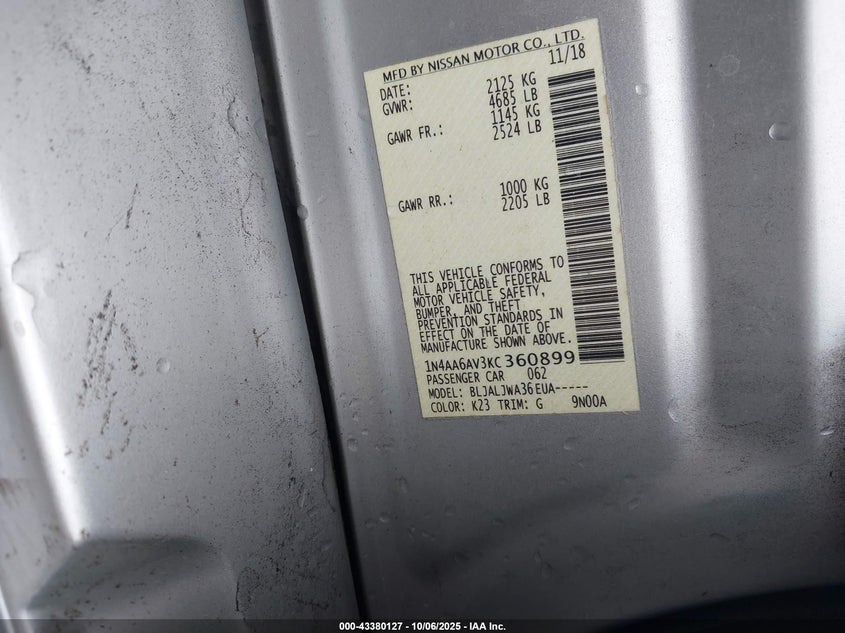 MFD BY NISSAN MOTOR CO., LTD.
DATE: 11/18
GVWR: 2125 KG
4685 LB
GAWR FR.: 1145 KG
2524 LB
GAWR RR.: 1000 KG
2205 LB
THIS VEHICLE CONFORMS TO
ALL APPLICABLE FEDERAL
MOTOR VEHICLE SAFETY,
BUMPER, AND THEFT
PREVENTION STANDARDS IN
EFFECT ON THE DATE OF
MANUFACTURE SHOWN ABOVE.
1N4AA6AV3KC360899
PASSENGER CAR 062
MODEL: BLJALJWA36EUA-----
COLOR: K23 TRIM: G 9N00A
000-43380127 - 10/06/2025 - IAA Inc.